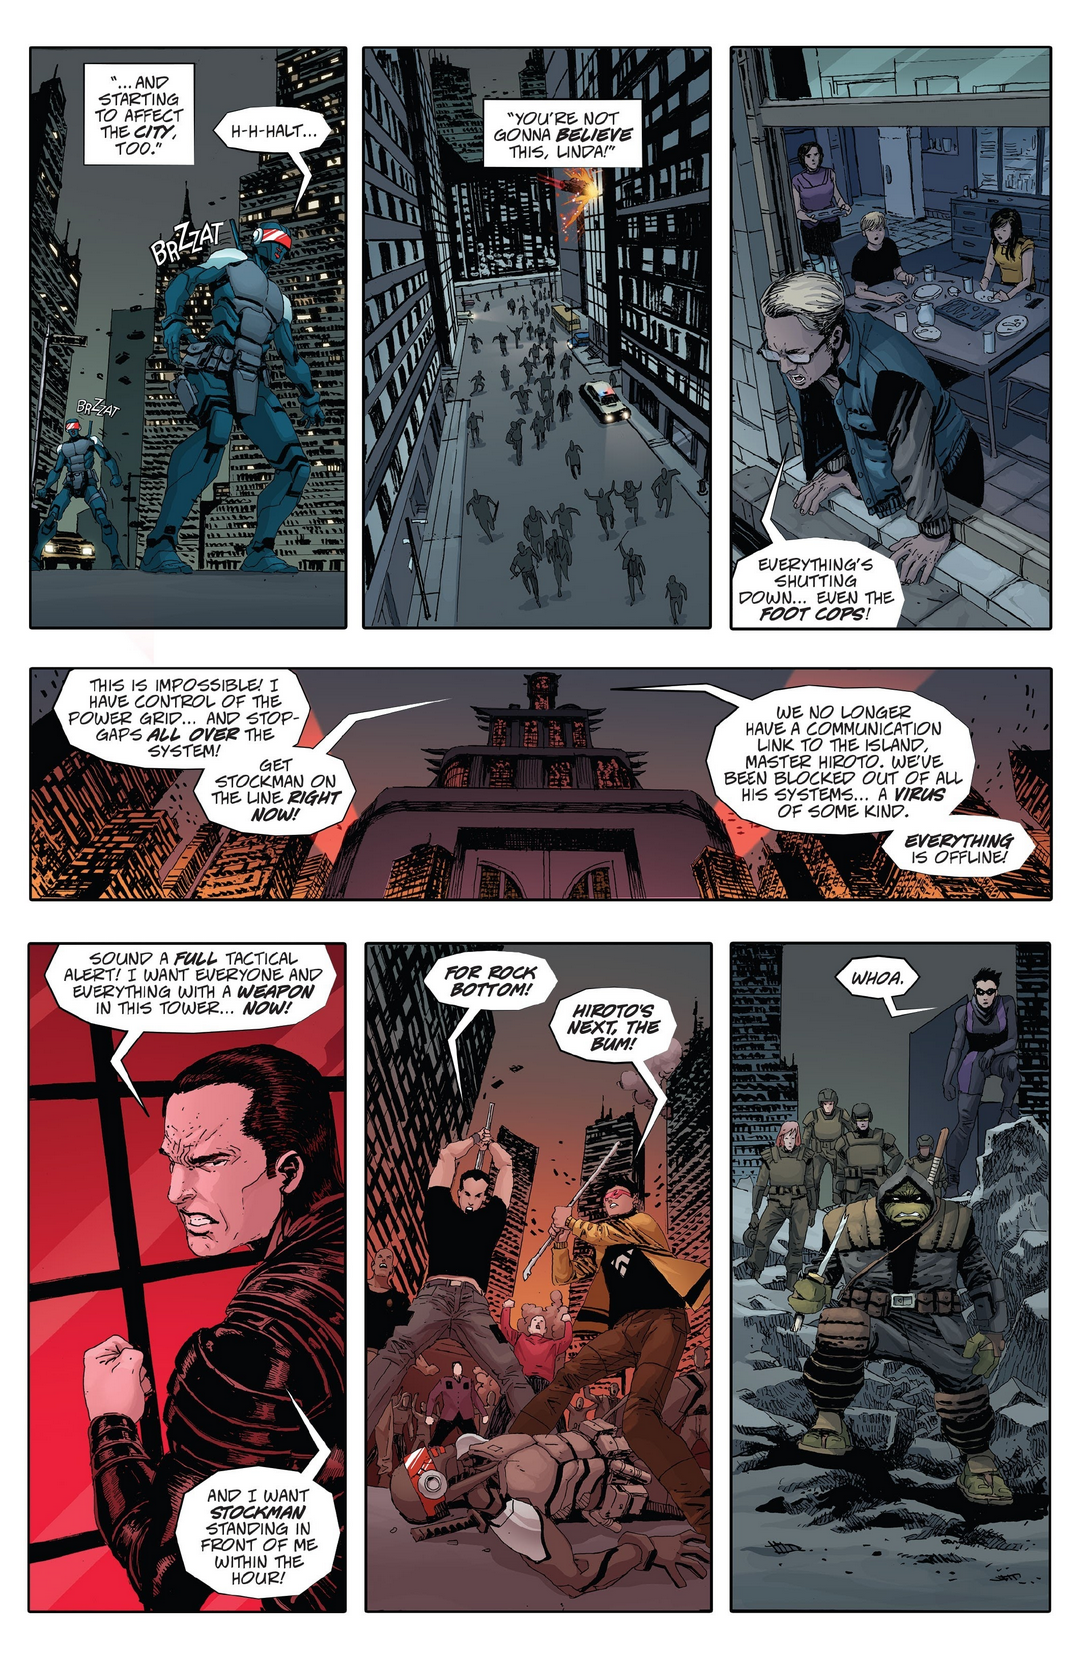 "...AND
STARTING
TO AFFECT
THE CITY,
TOO."
H-H-HALT...
BRZZAT
BRZZAT
"YOU'RE NOT
GONNA BELIEVE
THIS, LINDA!"
EVERYTHING'S
SHUTTING
DOWN... EVEN THE
FOOT COPS!
THIS IS IMPOSSIBLE! I
HAVE CONTROL OF THE
POWER GRID... AND STOP-
GAPS ALL OVER THE
SYSTEM!
GET
STOCKMAN ON
THE LINE RIGHT
NOW!
WE NO LONGER
HAVE A COMMUNICATION
LINK TO THE ISLAND,
MASTER HIROTO. WE'VE
BEEN BLOCKED OUT OF ALL
HIS SYSTEMS... A VIRUS
OF SOME KIND.
EVERYTHING
IS OFFLINE!
SOUND A FULL TACTICAL
ALERT! I WANT EVERYONE AND
EVERYTHING WITH A WEAPON
IN THIS TOWER... NOW!
AND I WANT
STOCKMAN
STANDING IN
FRONT OF ME
WITHIN THE
HOUR!
FOR ROCK
BOTTOM!
HIROTO'S
NEXT, THE
BUM!
WHOA.